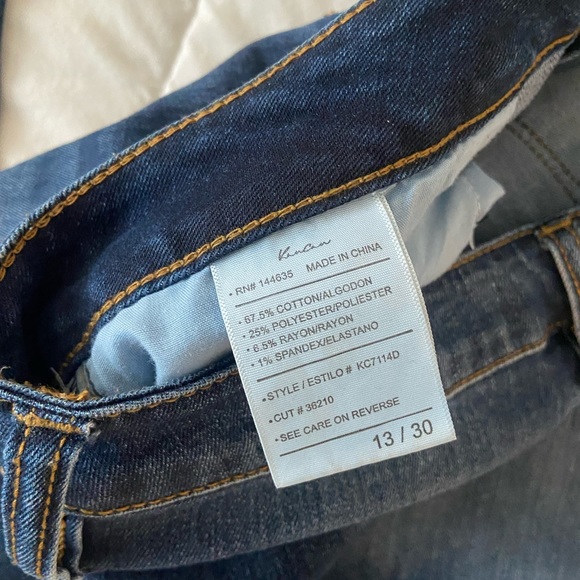 KanCan
• RN# 144635 MADE IN CHINA
• 67.5% COTTON/ALGODON
• 25% POLYESTER/POLIESTER
• 6.5% RAYON/RAYON
• 1% SPANDEX/ELASTANO
• STYLE / ESTILO # KC7114D
• CUT # 36210
• SEE CARE ON REVERSE
13 / 30